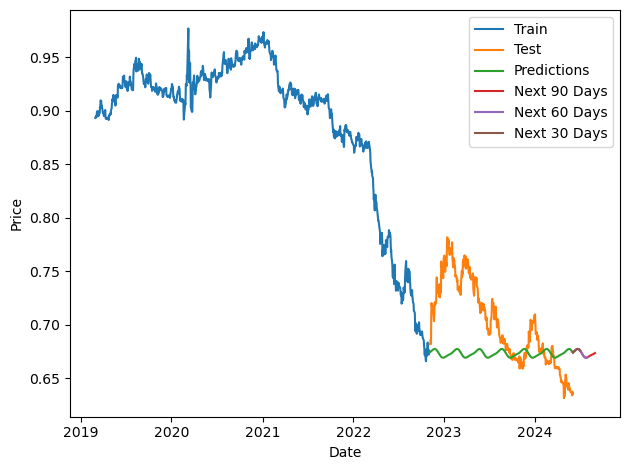 Train
Test
Predictions
Next 90 Days
Next 60 Days
Next 30 Days
0.95
0.90
0.85
0.80
0.75
0.70
0.65
Price
2019
2020
2021
2022
2023
2024
Date